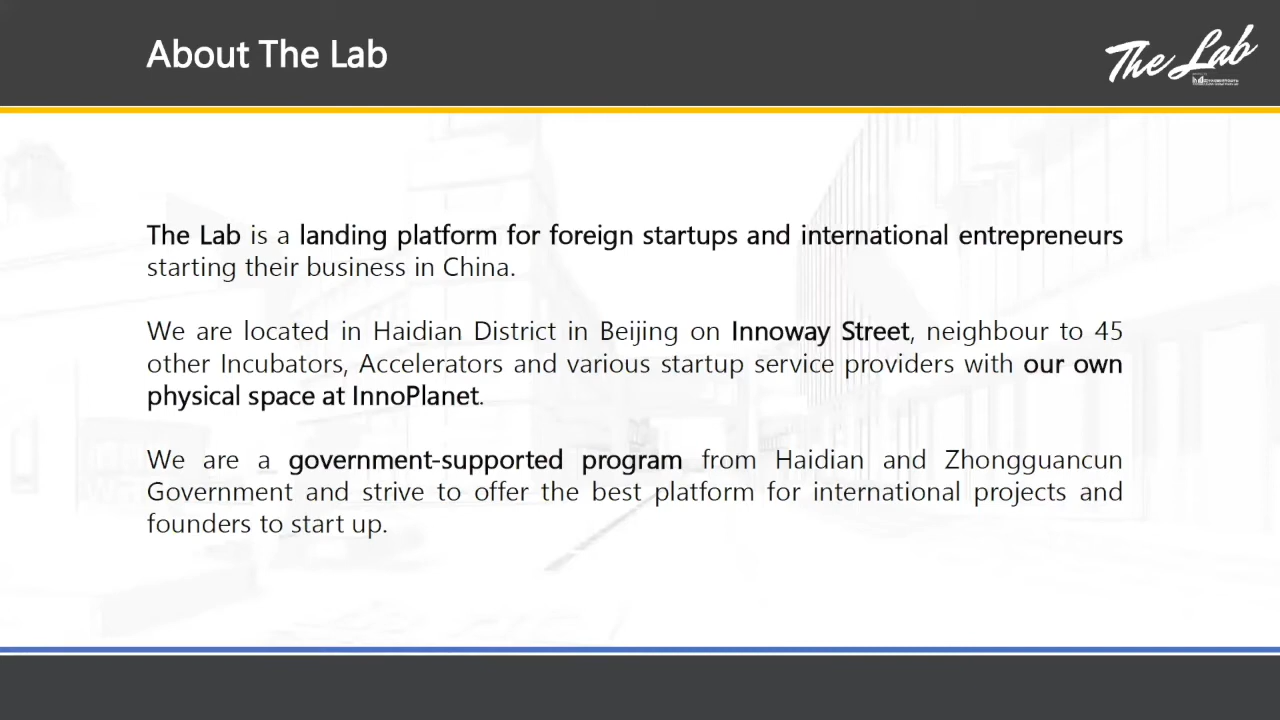 About The Lab
The Lab
The Lab is a landing platform for foreign startups and international entrepreneurs
starting their business in China.
We are located in Haidian District in Beijing on Innoway Street, neighbour to 45
other Incubators, Accelerators and various startup service providers with our own
physical space at InnoPlanet.
We are a government-supported program from Haidian and Zhongguancun
Government and strive to offer the best platform for international projects and
founders to start up.